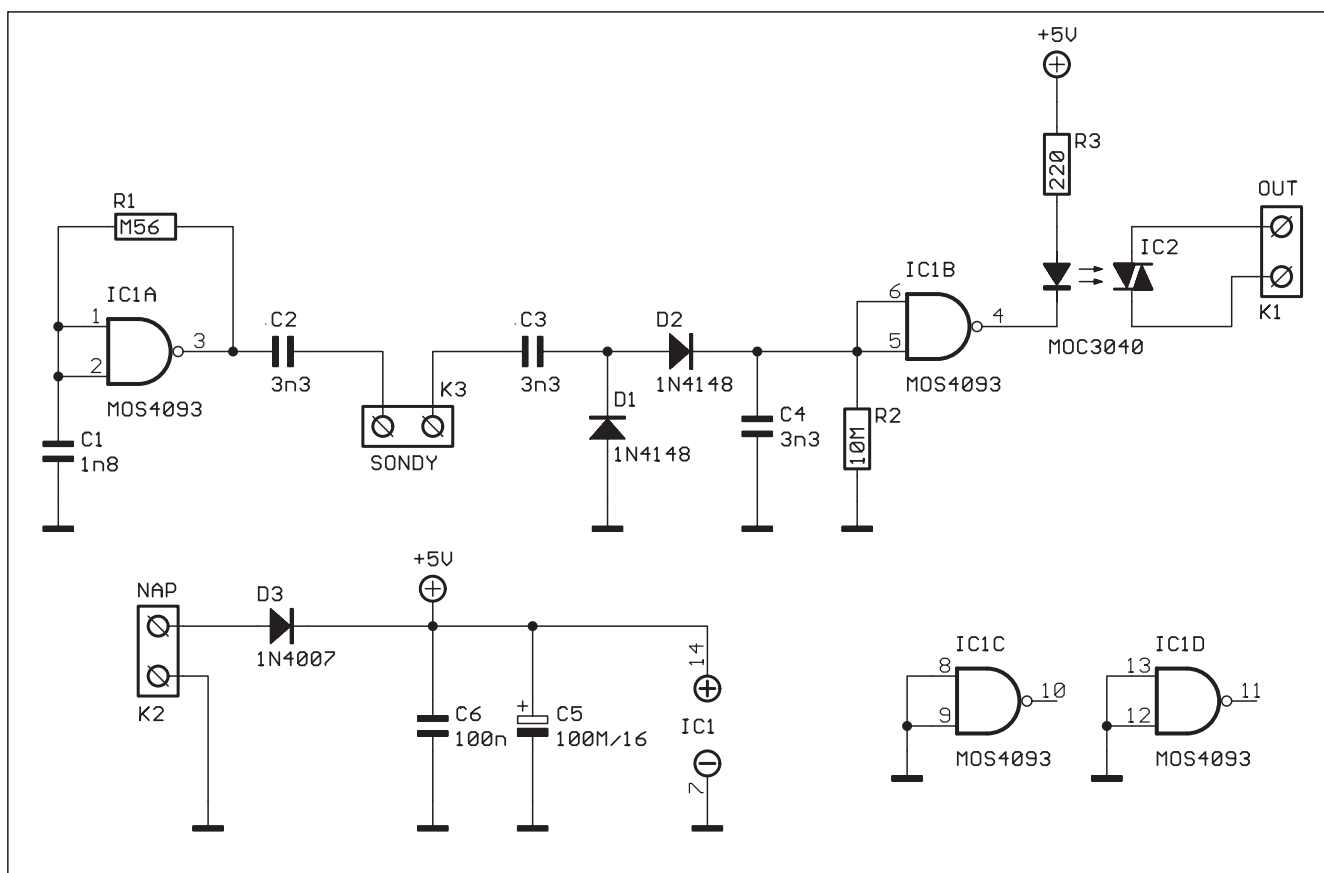 +5V
R3
220
OUT
R1
M56
IC2
IC1A
IC1B
1
2
3
C2
3n3
C3
3n3
D2
1N4148
6
5
4
MOC3040
K1
MOS4093
K3
D1
1N4148
MOS4093
C1
1n8
SONDY
C4
3n3
R2
10M
+5V
NAP
D3
1N4007
14
IC1C
8
9
10
IC1D
13
12
11
K2
C6
100n
+
C5
100M/16
IC1
7
MOS4093
MOS4093